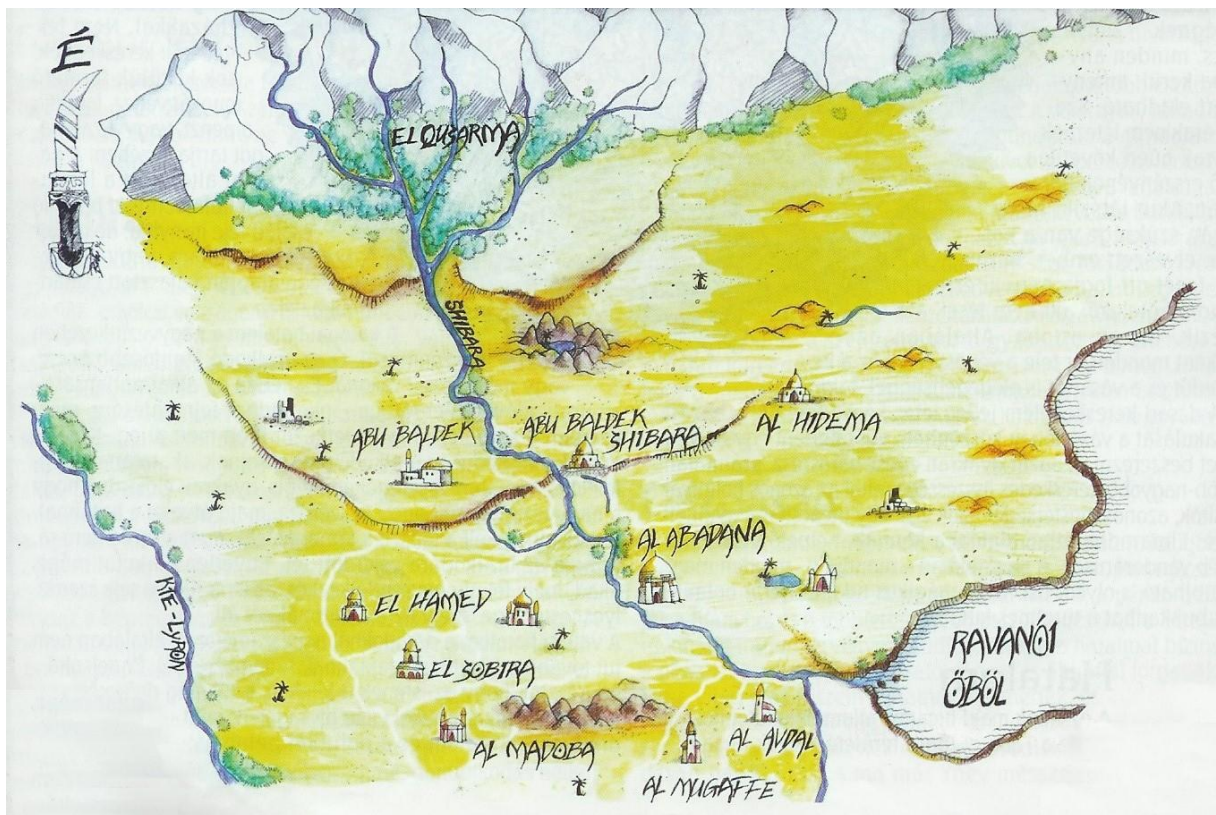 É
EL QUSARMA
SHIBARA
ABU BALDEK
ABU BALDEK
SHIBARA
AL HIDEMA
AL ABADANA
KIE-LYRON
EL HAMED
EL SOBIRA
AL MADOBA
AL AVDAL
AL MUGAFFE
RAVANÓI
ÖBÖL